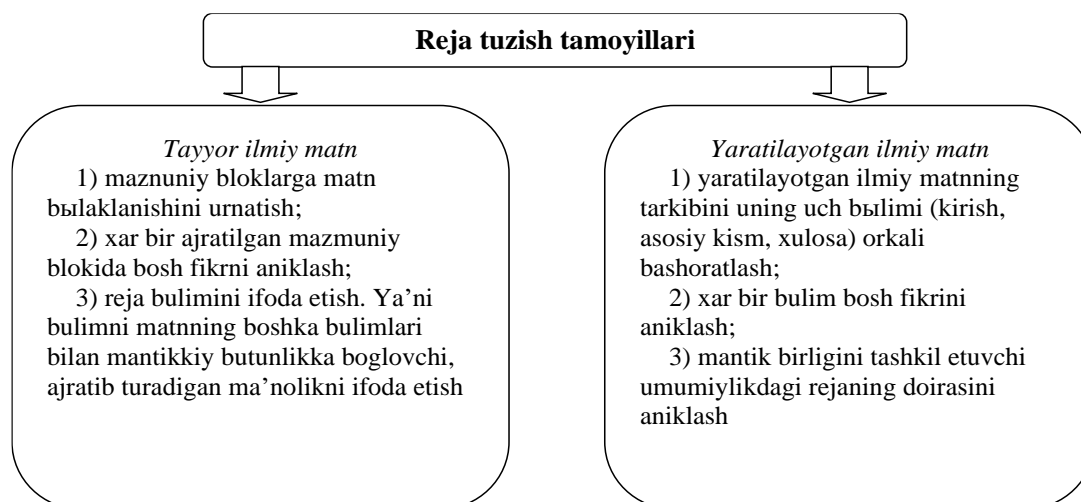 Reja tuzish tamoyillari
Tayyor ilmiy matn
1) maznuniy bloklarga matn
bыlaklanishini urnatish;
2) xar bir ajratilgan mazmuniy
blokida bosh fikrni aniklash;
3) reja bulimini ifoda etish. Ya’ni
bulimni matnning boshka bulimlari
bilan mantikkiy butunlikka boglovchi,
ajratib turadigan ma’nolikni ifoda etish
Yaratilayotgan ilmiy matn
1) yaratilayotgan ilmiy matnning
tarkibini uning uch bыlimi (kirish,
asosiy kism, xulosa) orkali
bashoratlash;
2) xar bir bulim bosh fikrini
aniklash;
3) mantik birligini tashkil etuvchi
umumiylikdagi rejaning doirasini
aniklash